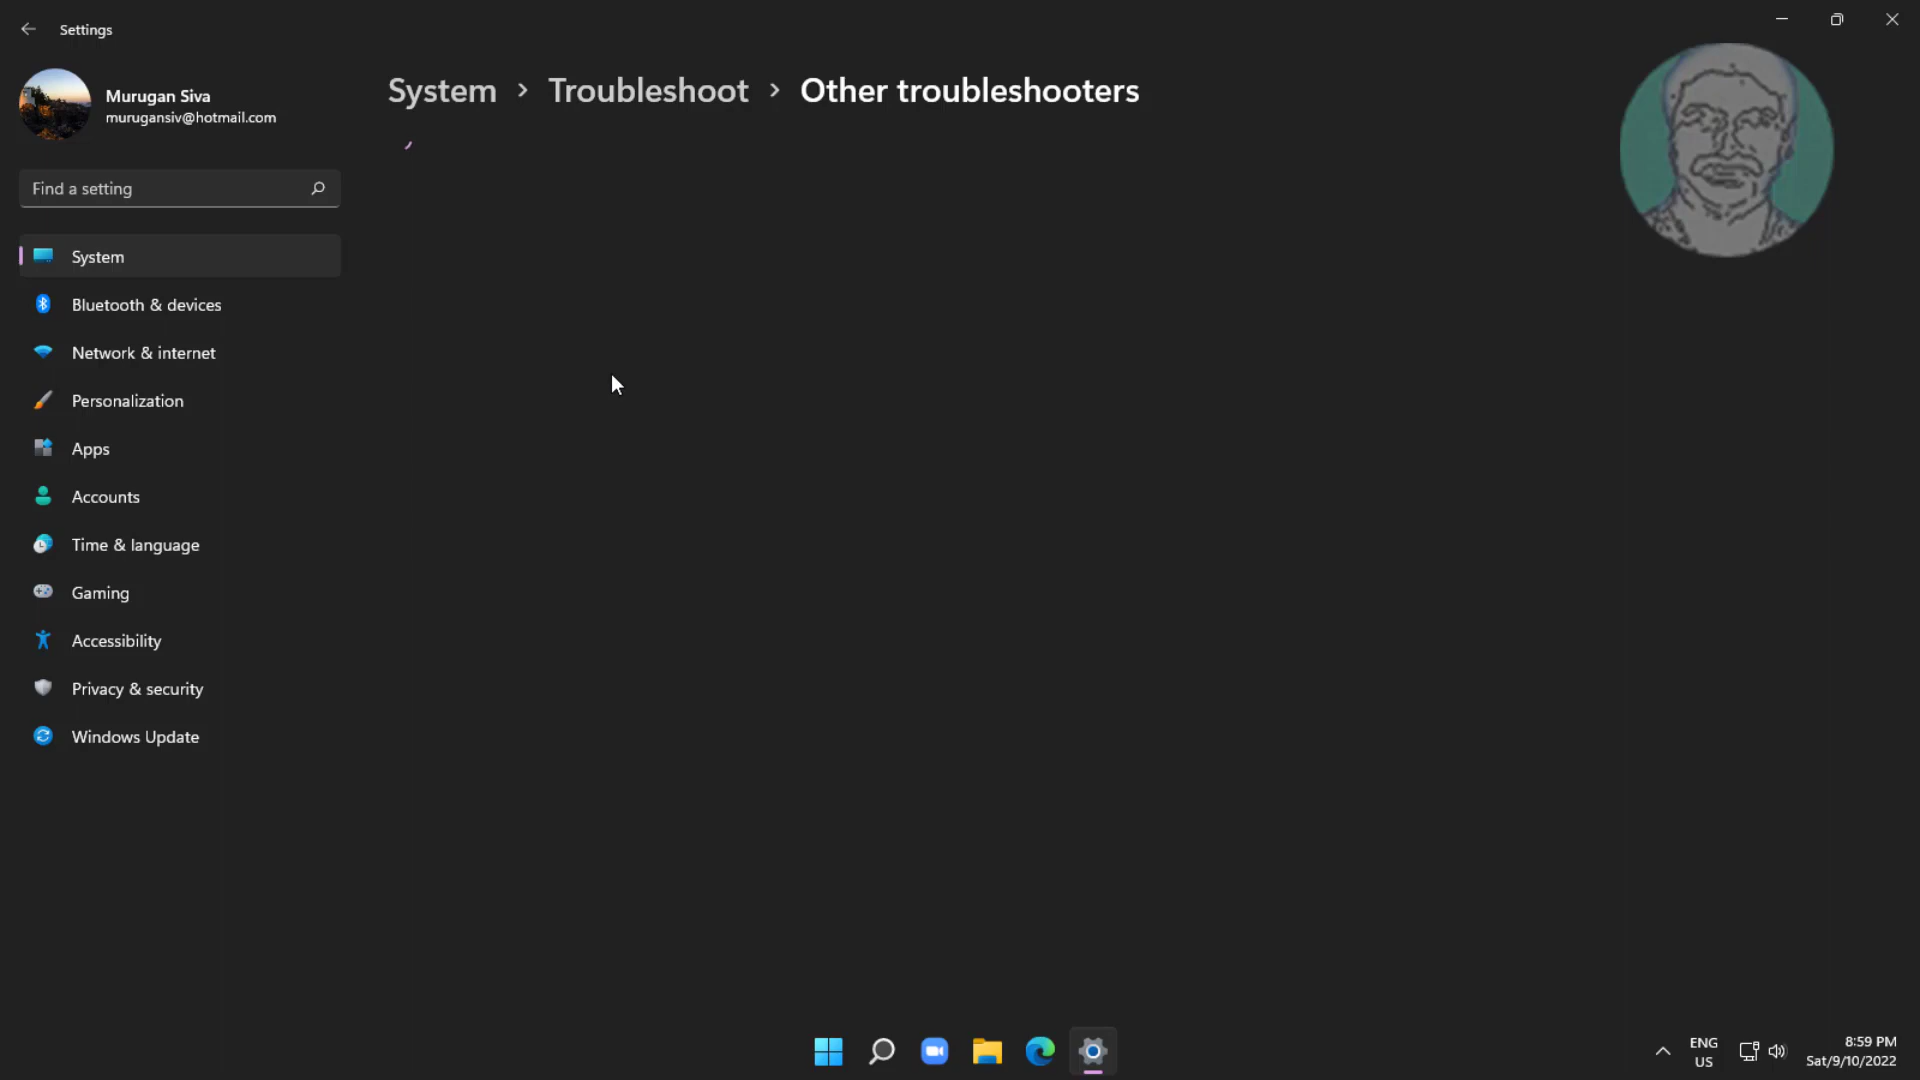 Settings
Murugan Siva
murugansiv@hotmail.com
Find a setting
System
Bluetooth & devices
Network & internet
Personalization
Apps
Accounts
Time & language
Gaming
Accessibility
Privacy & security
Windows Update
System > Troubleshoot > Other troubleshooters
ENG
US
8:59 PM
Sat/9/10/2022